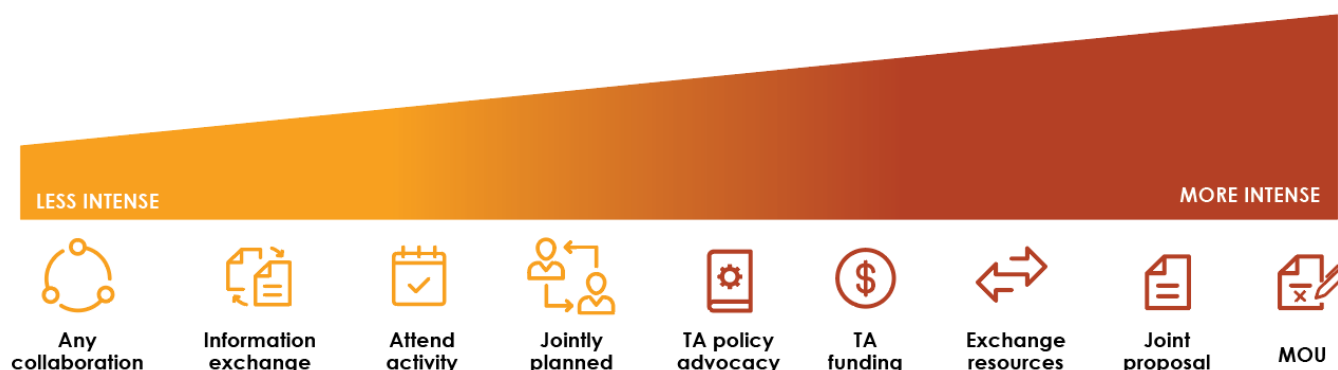 LESS INTENSE
MORE INTENSE
Any
collaboration
Information
exchange
Attend
activity
Jointly
planned
TA policy
advocacy
TA
funding
Exchange
resources
Joint
proposal
MOU